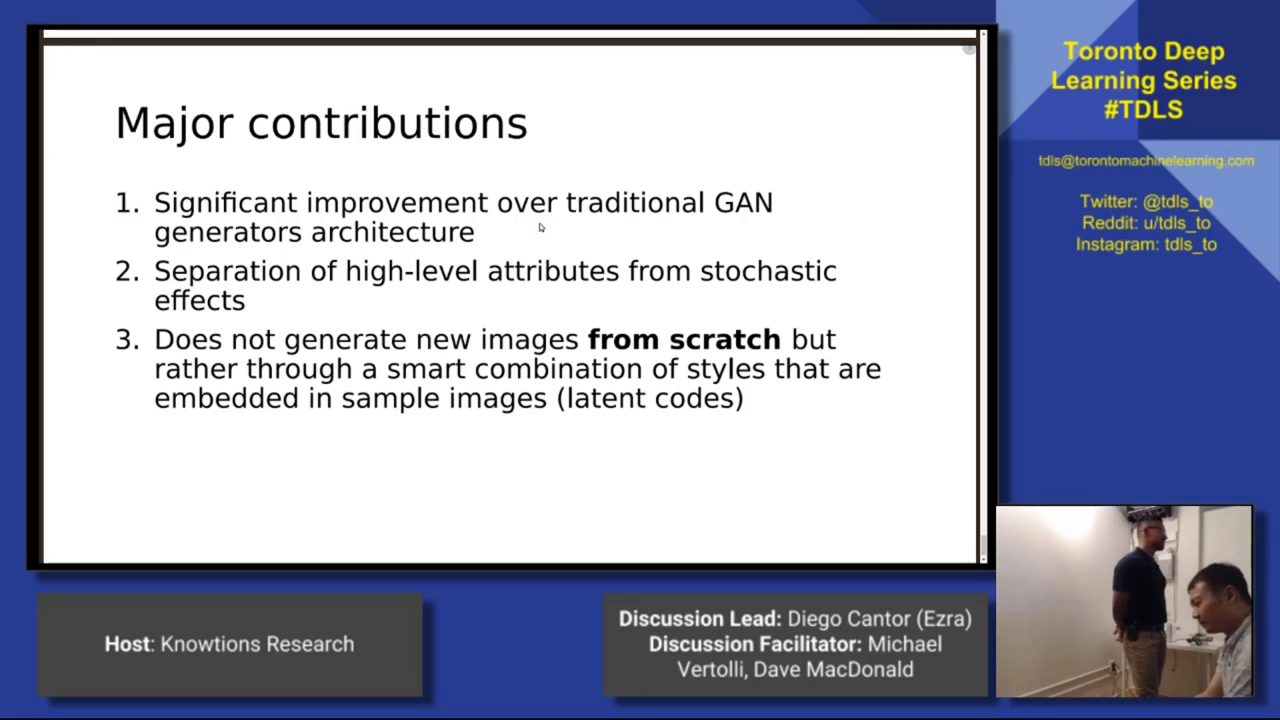 Major contributions
1. Significant improvement over traditional GAN
generators architecture
2. Separation of high-level attributes from stochastic
effects
3. Does not generate new images from scratch but
rather through a smart combination of styles that are
embedded in sample images (latent codes)
Toronto Deep
Learning Series
#TDLS
tdls@torontomachinelearning.com
Twitter: @tdls_to
Reddit: u/tdls_to
Instagram: tdls_to
Host: Knowtions Research
Discussion Lead: Diego Cantor (Ezra)
Discussion Facilitator: Michael
Vertolli, Dave MacDonald